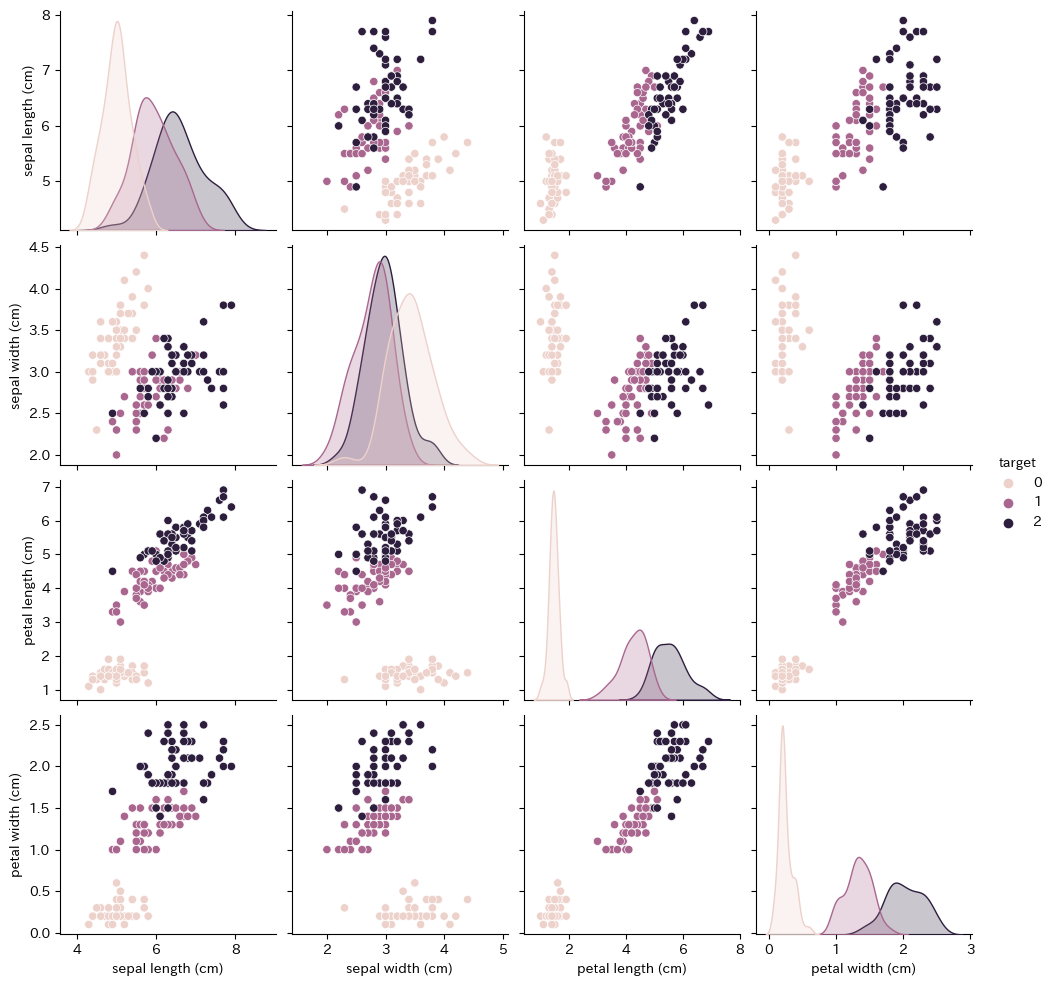 8
7
6
5
sepal length (cm)
4.5
4.0
3.5
3.0
2.5
2.0
sepal width (cm)
target
0
1
2
7
6
5
4
3
2
1
petal length (cm)
2.5
2.0
1.5
1.0
0.5
0.0
petal width (cm)
4 6 8
2 3 4 5
2 4 6 8
0 1 2 3
sepal length (cm)
sepal width (cm)
petal length (cm)
petal width (cm)